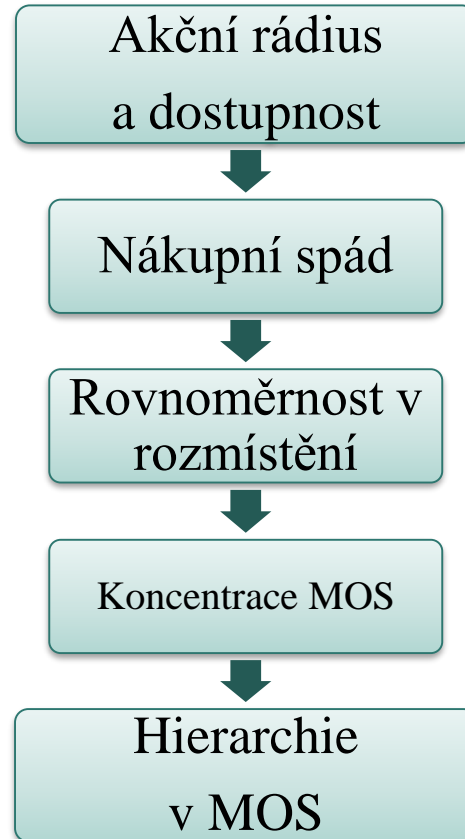 Akční rádius
a dostupnost
Nákupní spád
Rovnoměrnost v
rozmístění
Koncentrace MOS
Hierarchie
v MOS